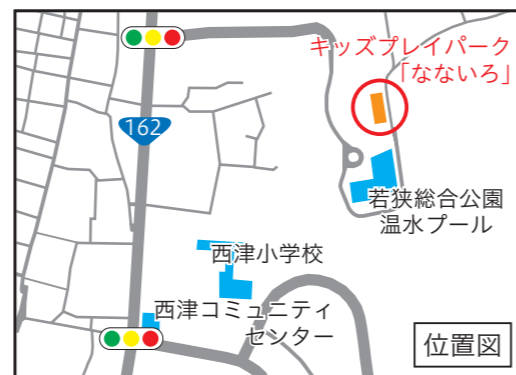 キッズプレイパーク
「なないろ」
162
若狭総合公園
温水プール
西津小学校
西津コミュニティ
センター
位置図